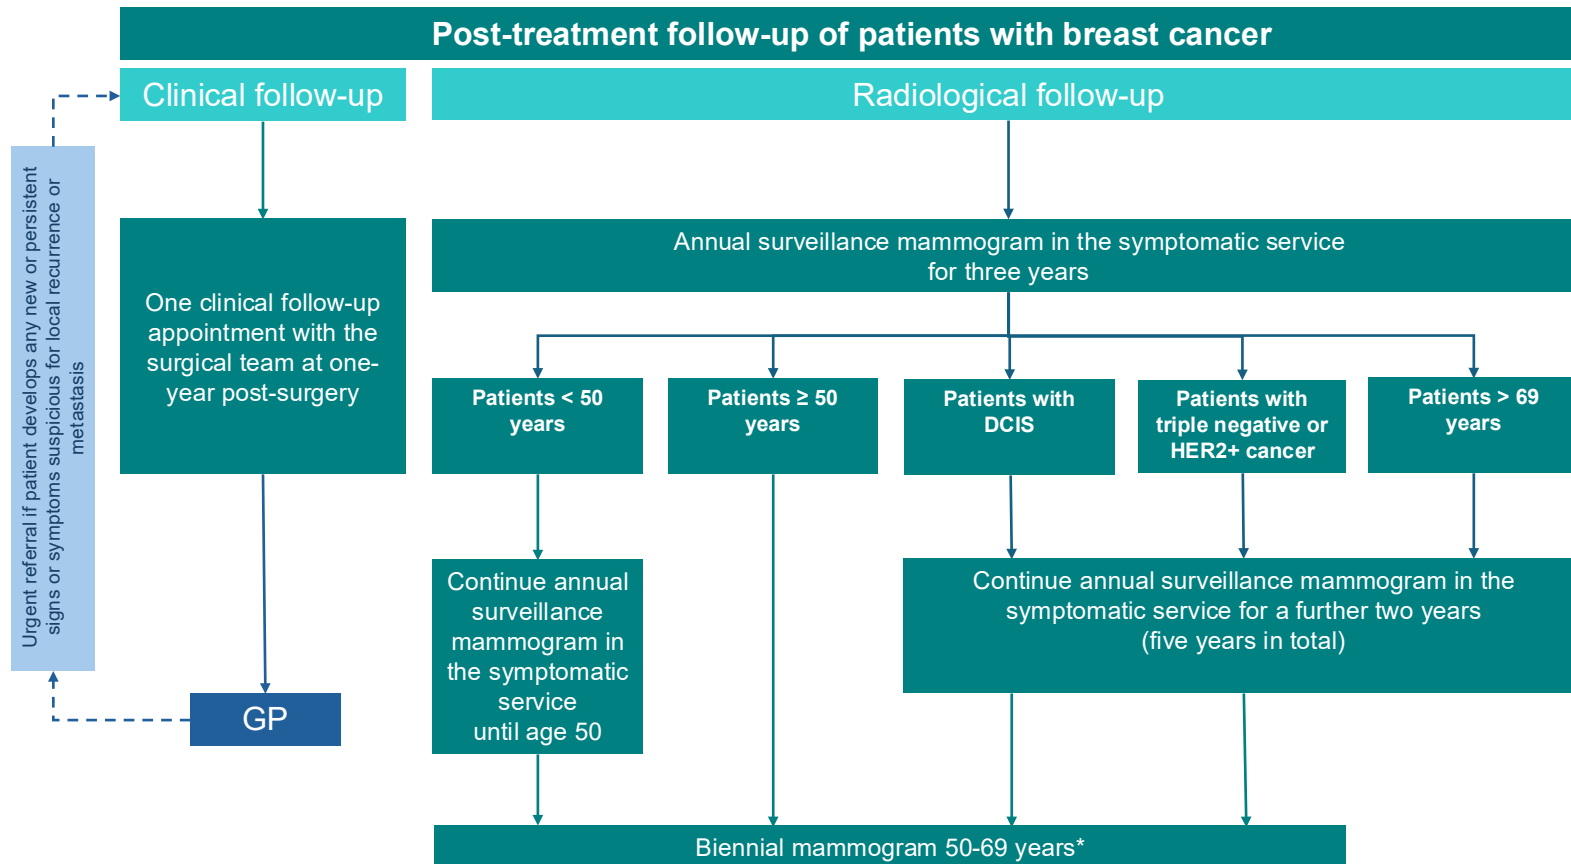 Post-treatment follow-up of patients with breast cancer
Clinical follow-up
Radiological follow-up
Urgent referral if patient develops any new or persistent
signs or symptoms suspicious for local recurrence or
metastasis
One clinical follow-up
appointment with the
surgical team at one-
year post-surgery
GP
Annual surveillance mammogram in the symptomatic service
for three years
Patients < 50
years
Patients ≥ 50
years
Patients with
DCIS
Patients with
triple negative or
HER2+ cancer
Patients > 69
years
Continue annual
surveillance
mammogram in
the symptomatic
service
until age 50
Continue annual surveillance mammogram in the
symptomatic service for a further two years
(five years in total)
Biennial mammogram 50-69 years*